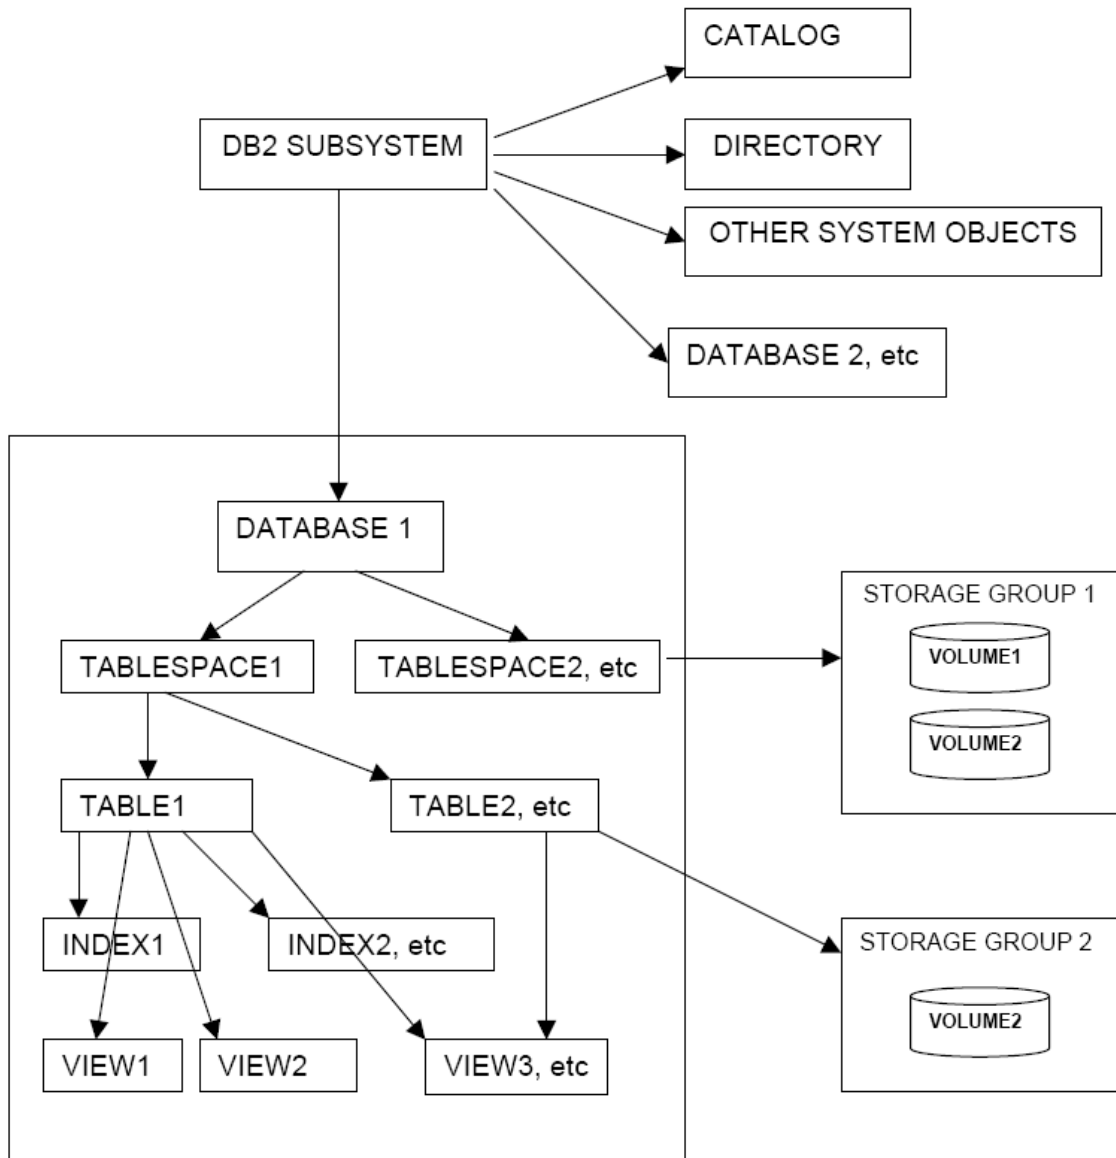 CATALOG
DB2 SUBSYSTEM
DIRECTORY
OTHER SYSTEM OBJECTS
DATABASE 2, etc
DATABASE 1
STORAGE GROUP 1
VOLUME1
VOLUME2
TABLESPACE1
TABLESPACE2, etc
TABLE1
TABLE2, etc
INDEX1
INDEX2, etc
STORAGE GROUP 2
VOLUME2
VIEW1
VIEW2
VIEW3, etc